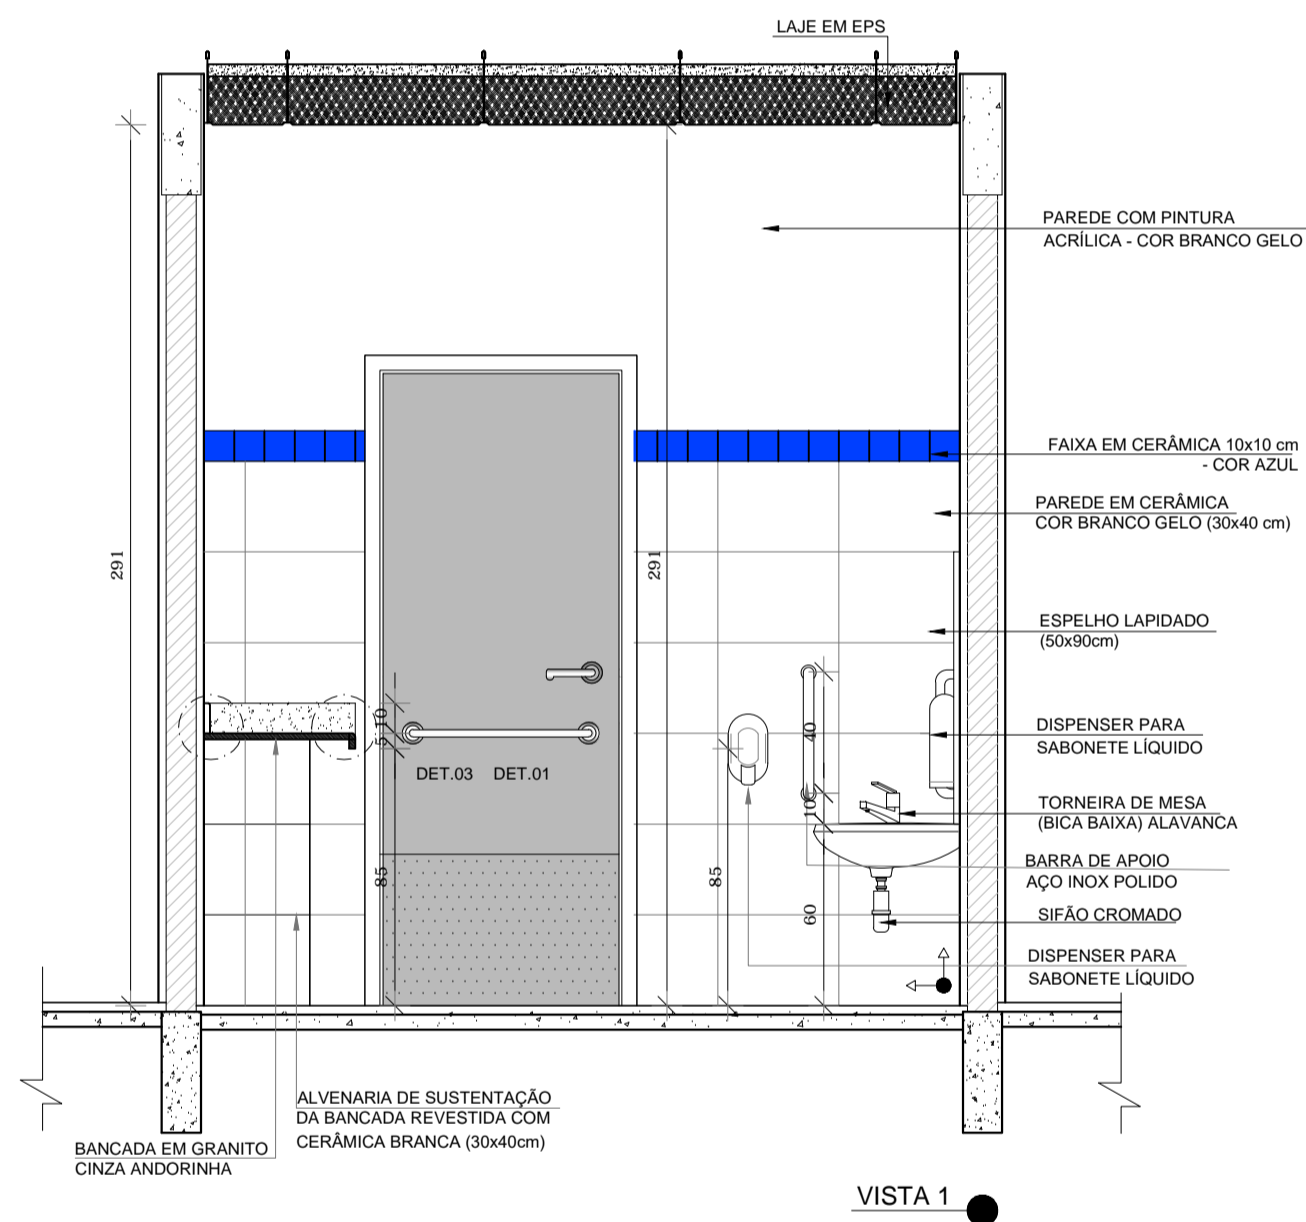 LAJE EM EPS
PAREDE COM PINTURA
ACRÍLICA - COR BRANCO GELO
FAIXA EM CERÂMICA 10x10 cm
- COR AZUL
PAREDE EM CERÂMICA
COR BRANCO GELO (30x40 cm)
291
291
ESPELHO LAPIDADO
(50x90cm)
10
5
40
DISPENSER PARA
SABONETE LÍQUIDO
DET.03
DET.01
10
TORNEIRA DE MESA
(BICA BAIXA) ALAVANCA
85
85
BARRA DE APOIO
AÇO INOX POLIDO
60
SIFÃO CROMADO
DISPENSER PARA
SABONETE LÍQUIDO
ALVENARIA DE SUSTENTAÇÃO
DA BANCADA REVESTIDA COM
CERÂMICA BRANCA (30x40cm)
BANCADA EM GRANITO
CINZA ANDORINHA
VISTA 1